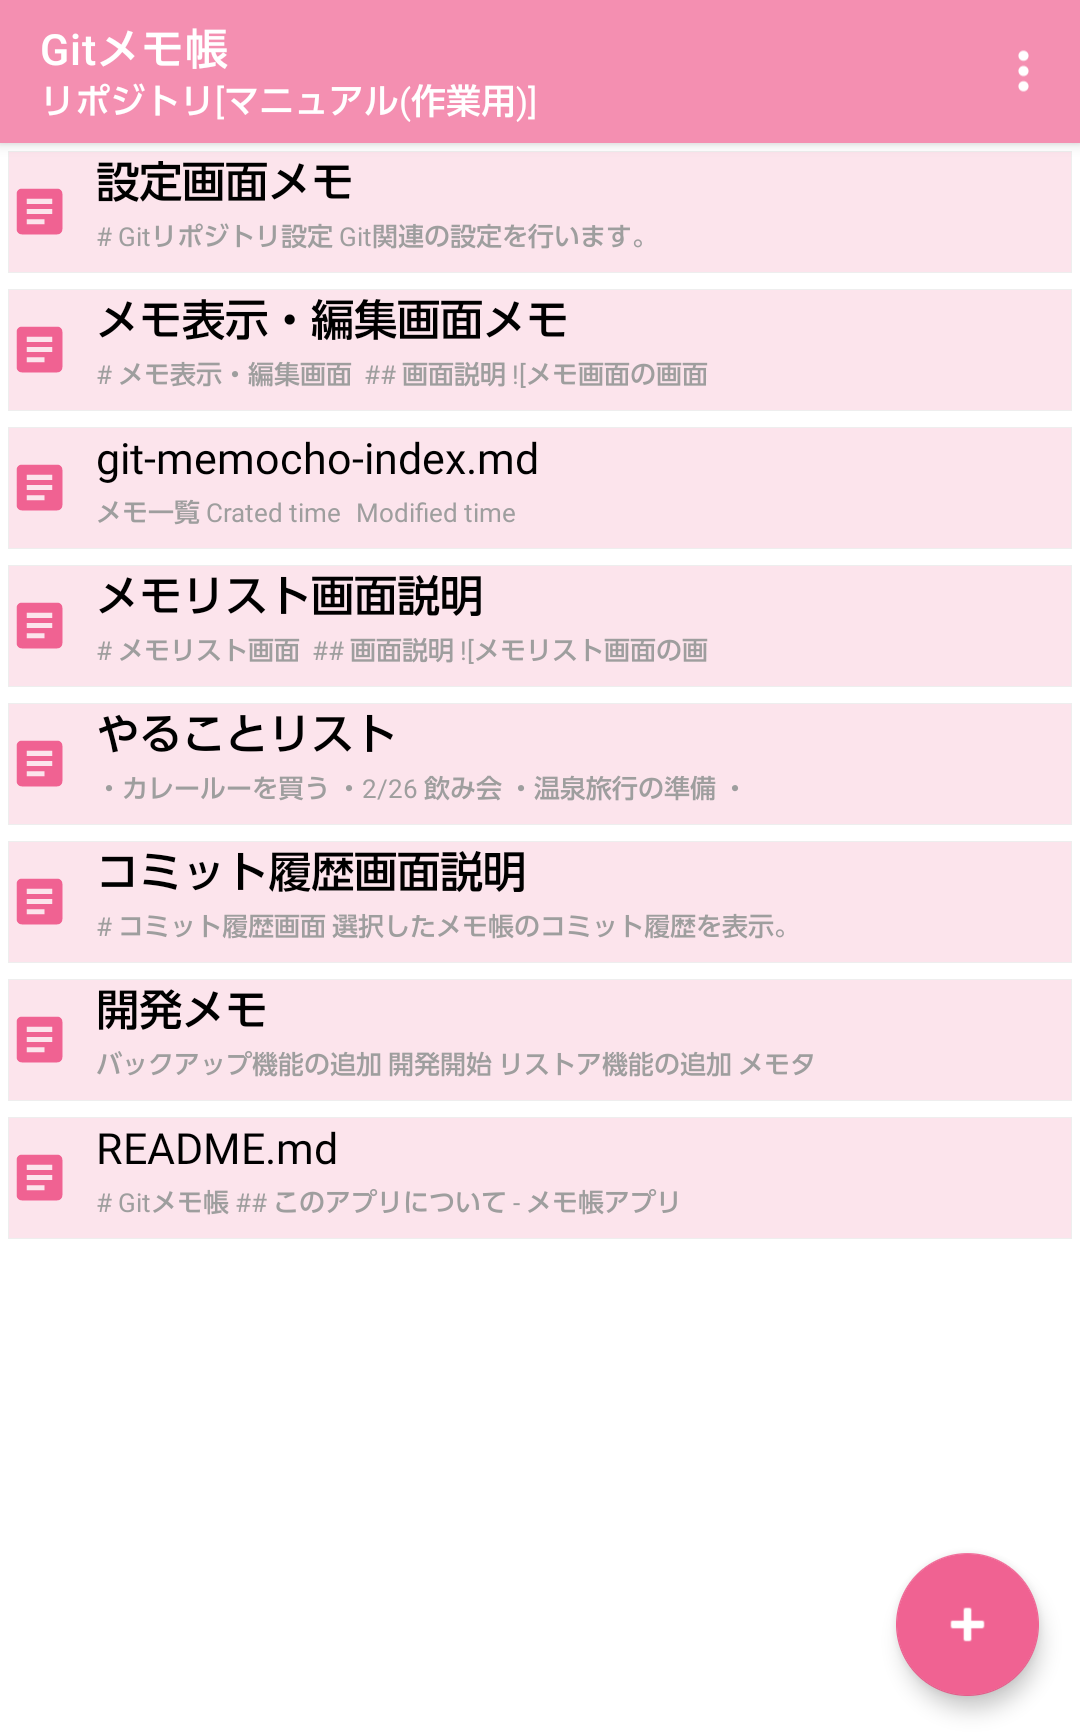 Gitメモ帳
リポジトリ[マニュアル(作業用)]
設定画面メモ
# Gitリポジトリ設定 Git関連の設定を行います。
メモ表示・編集画面メモ
# メモ表示・編集画面 ## 画面説明 ![メモ画面の画面
git-memocho-index.md
メモ一覧 Crated time Modified time
メモリスト画面説明
# メモリスト画面 ## 画面説明 ![メモリスト画面の画
やることリスト
・カレールーを買う ・2/26 飲み会 ・温泉旅行の準備 ・
コミット履歴画面説明
# コミット履歴画面 選択したメモ帳のコミット履歴を表示。
開発メモ
バックアップ機能の追加 開発開始 リストア機能の追加 メモタ
README.md
# Gitメモ帳 ## このアプリについて - メモ帳アプリ